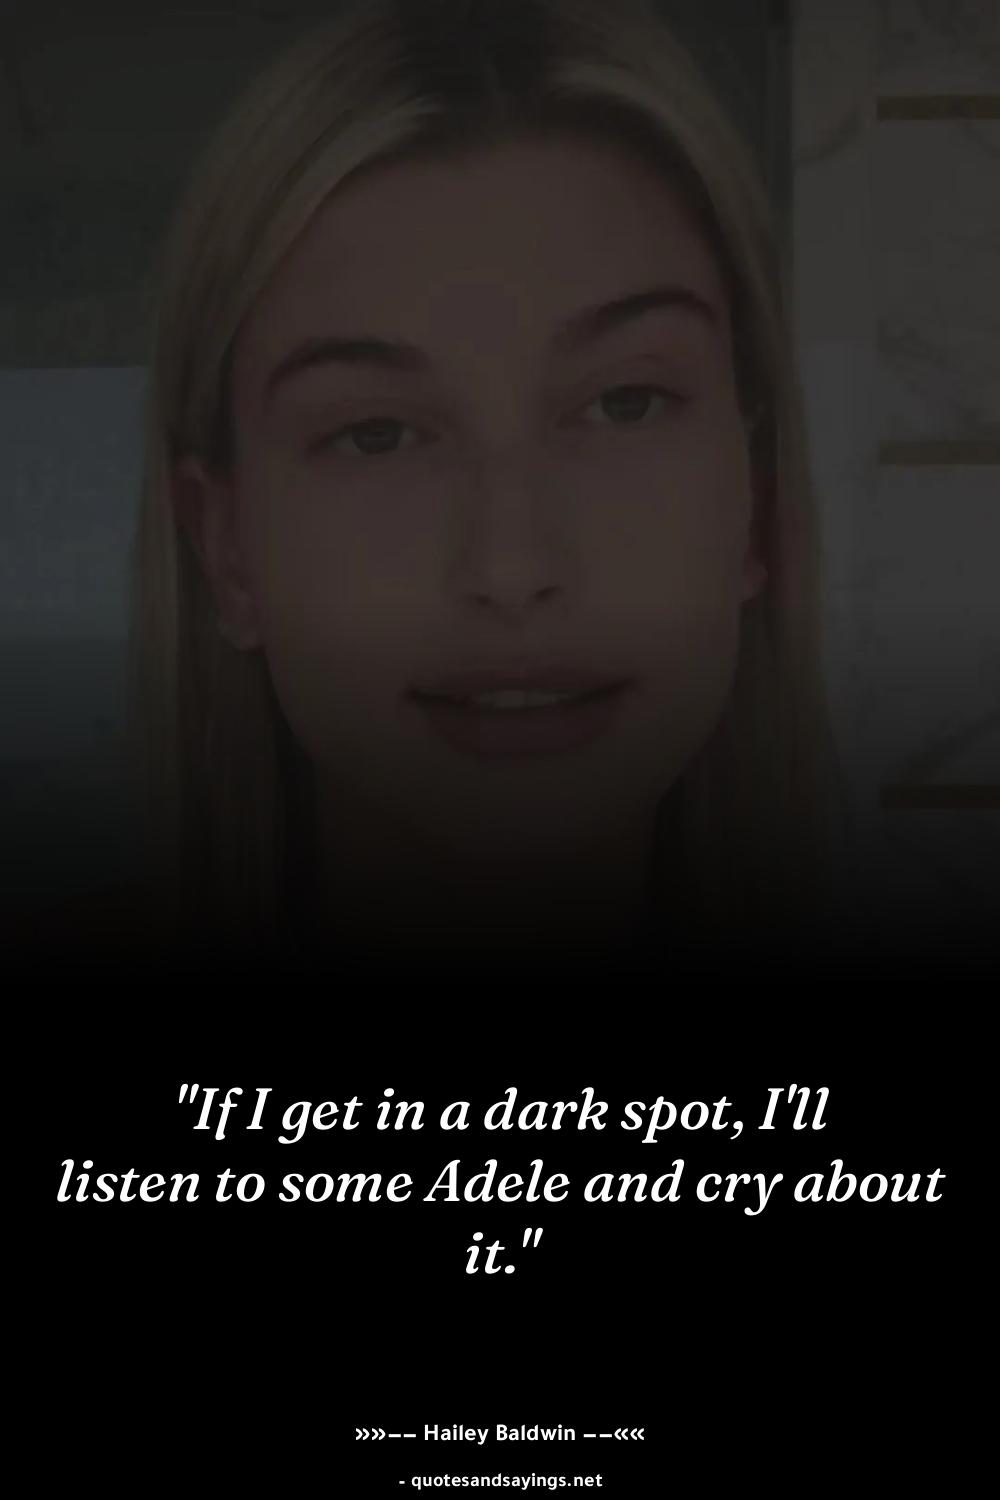 "If I get in a dark spot, I'll
listen to some Adele and cry about
it."
»»−− Hailey Baldwin −−««
- quotesandsayings.net